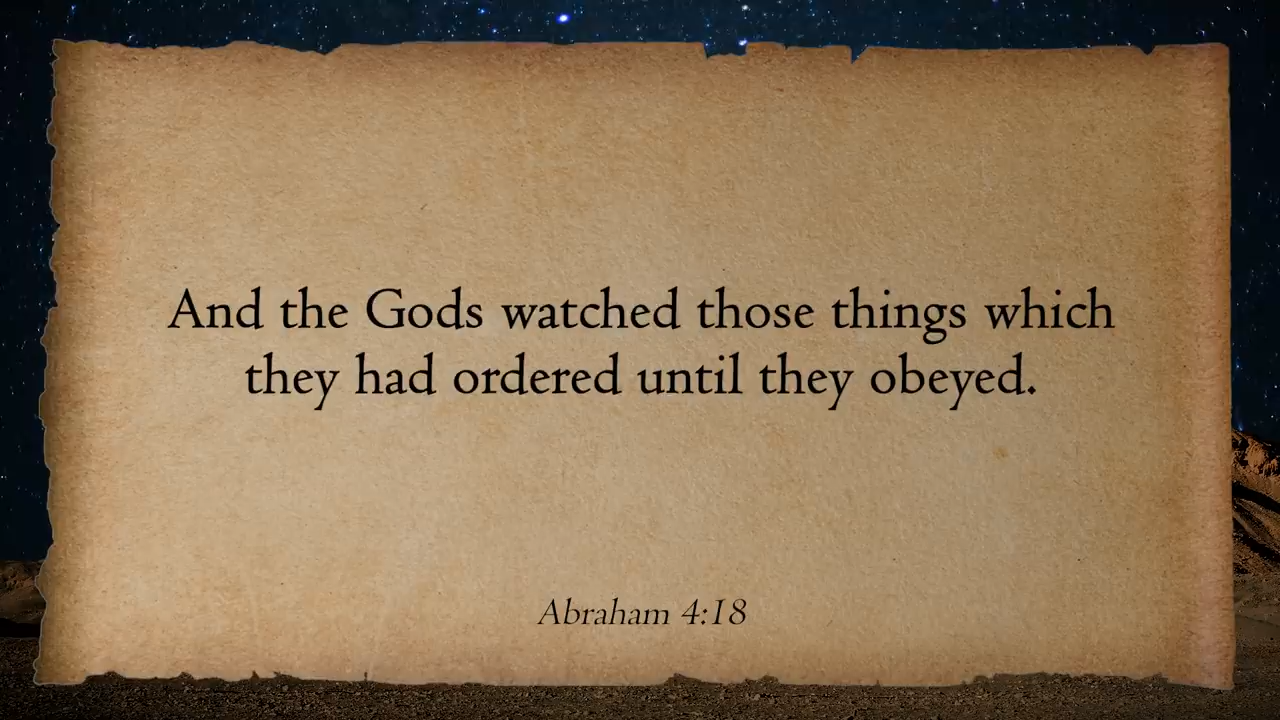 And the Gods watched those things which
they had ordered until they obeyed.
Abraham 4:18